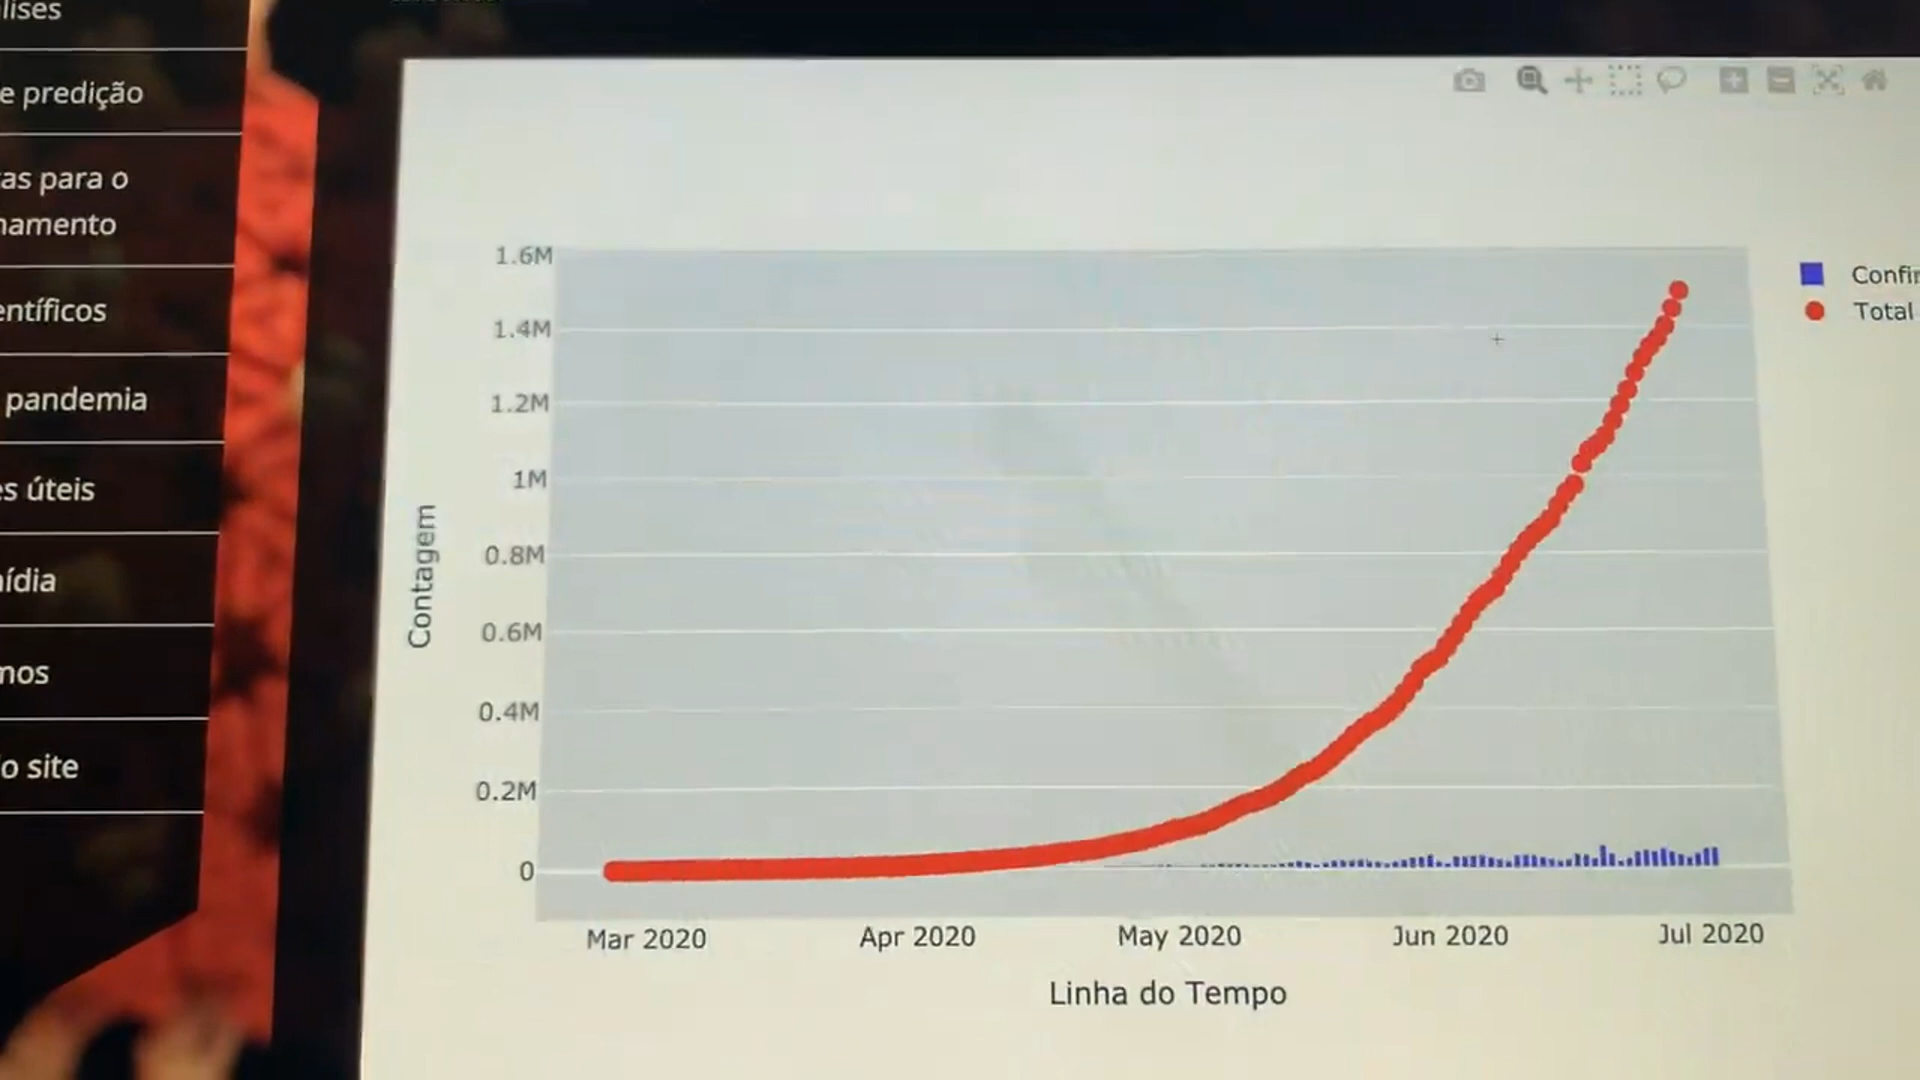 lises
e predição
as para o
namento
entíficos
pandemia
s úteis
ídia
mos
o site
1.6M
1.4M
1.2M
1M
0.8M
0.6M
0.4M
0.2M
0
Contagem
Mar 2020
Apr 2020
May 2020
Jun 2020
Jul 2020
Linha do Tempo
Confir
Total